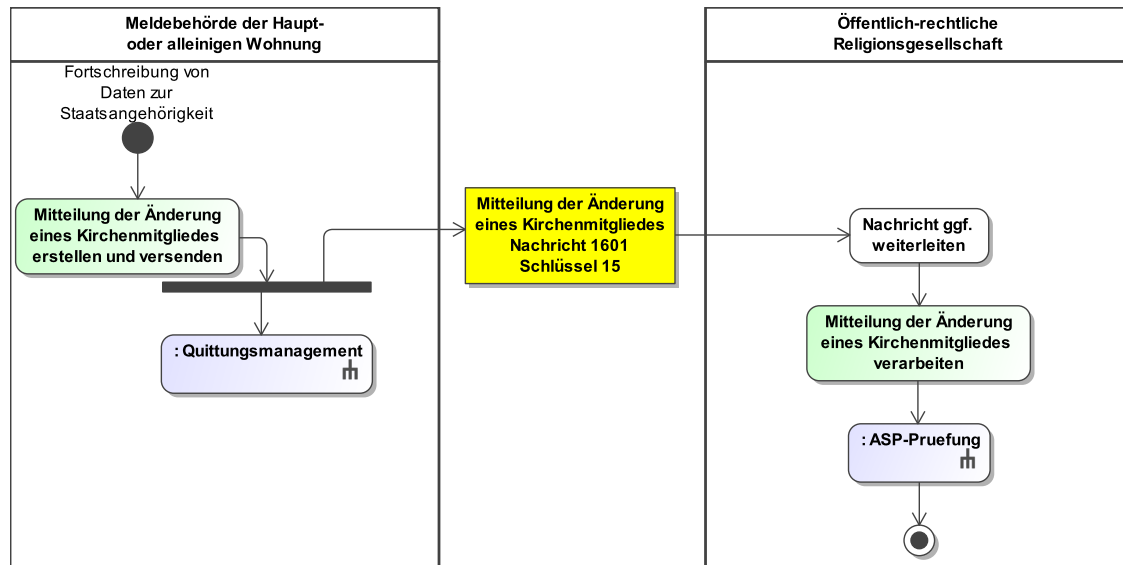 Meldebehörde der Haupt-
oder alleinigen Wohnung
Fortschreibung von
Daten zur
Staatsangehörigkeit
Mitteilung der Änderung
eines Kirchenmitgliedes
erstellen und versenden
: Quittungsmanagement
Mitteilung der Änderung
eines Kirchenmitgliedes
Nachricht 1601
Schlüssel 15
Öffentlich-rechtliche
Religionsgesellschaft
Nachricht ggf.
weiterleiten
Mitteilung der Änderung
eines Kirchenmitgliedes
verarbeiten
: ASP-Pruefung